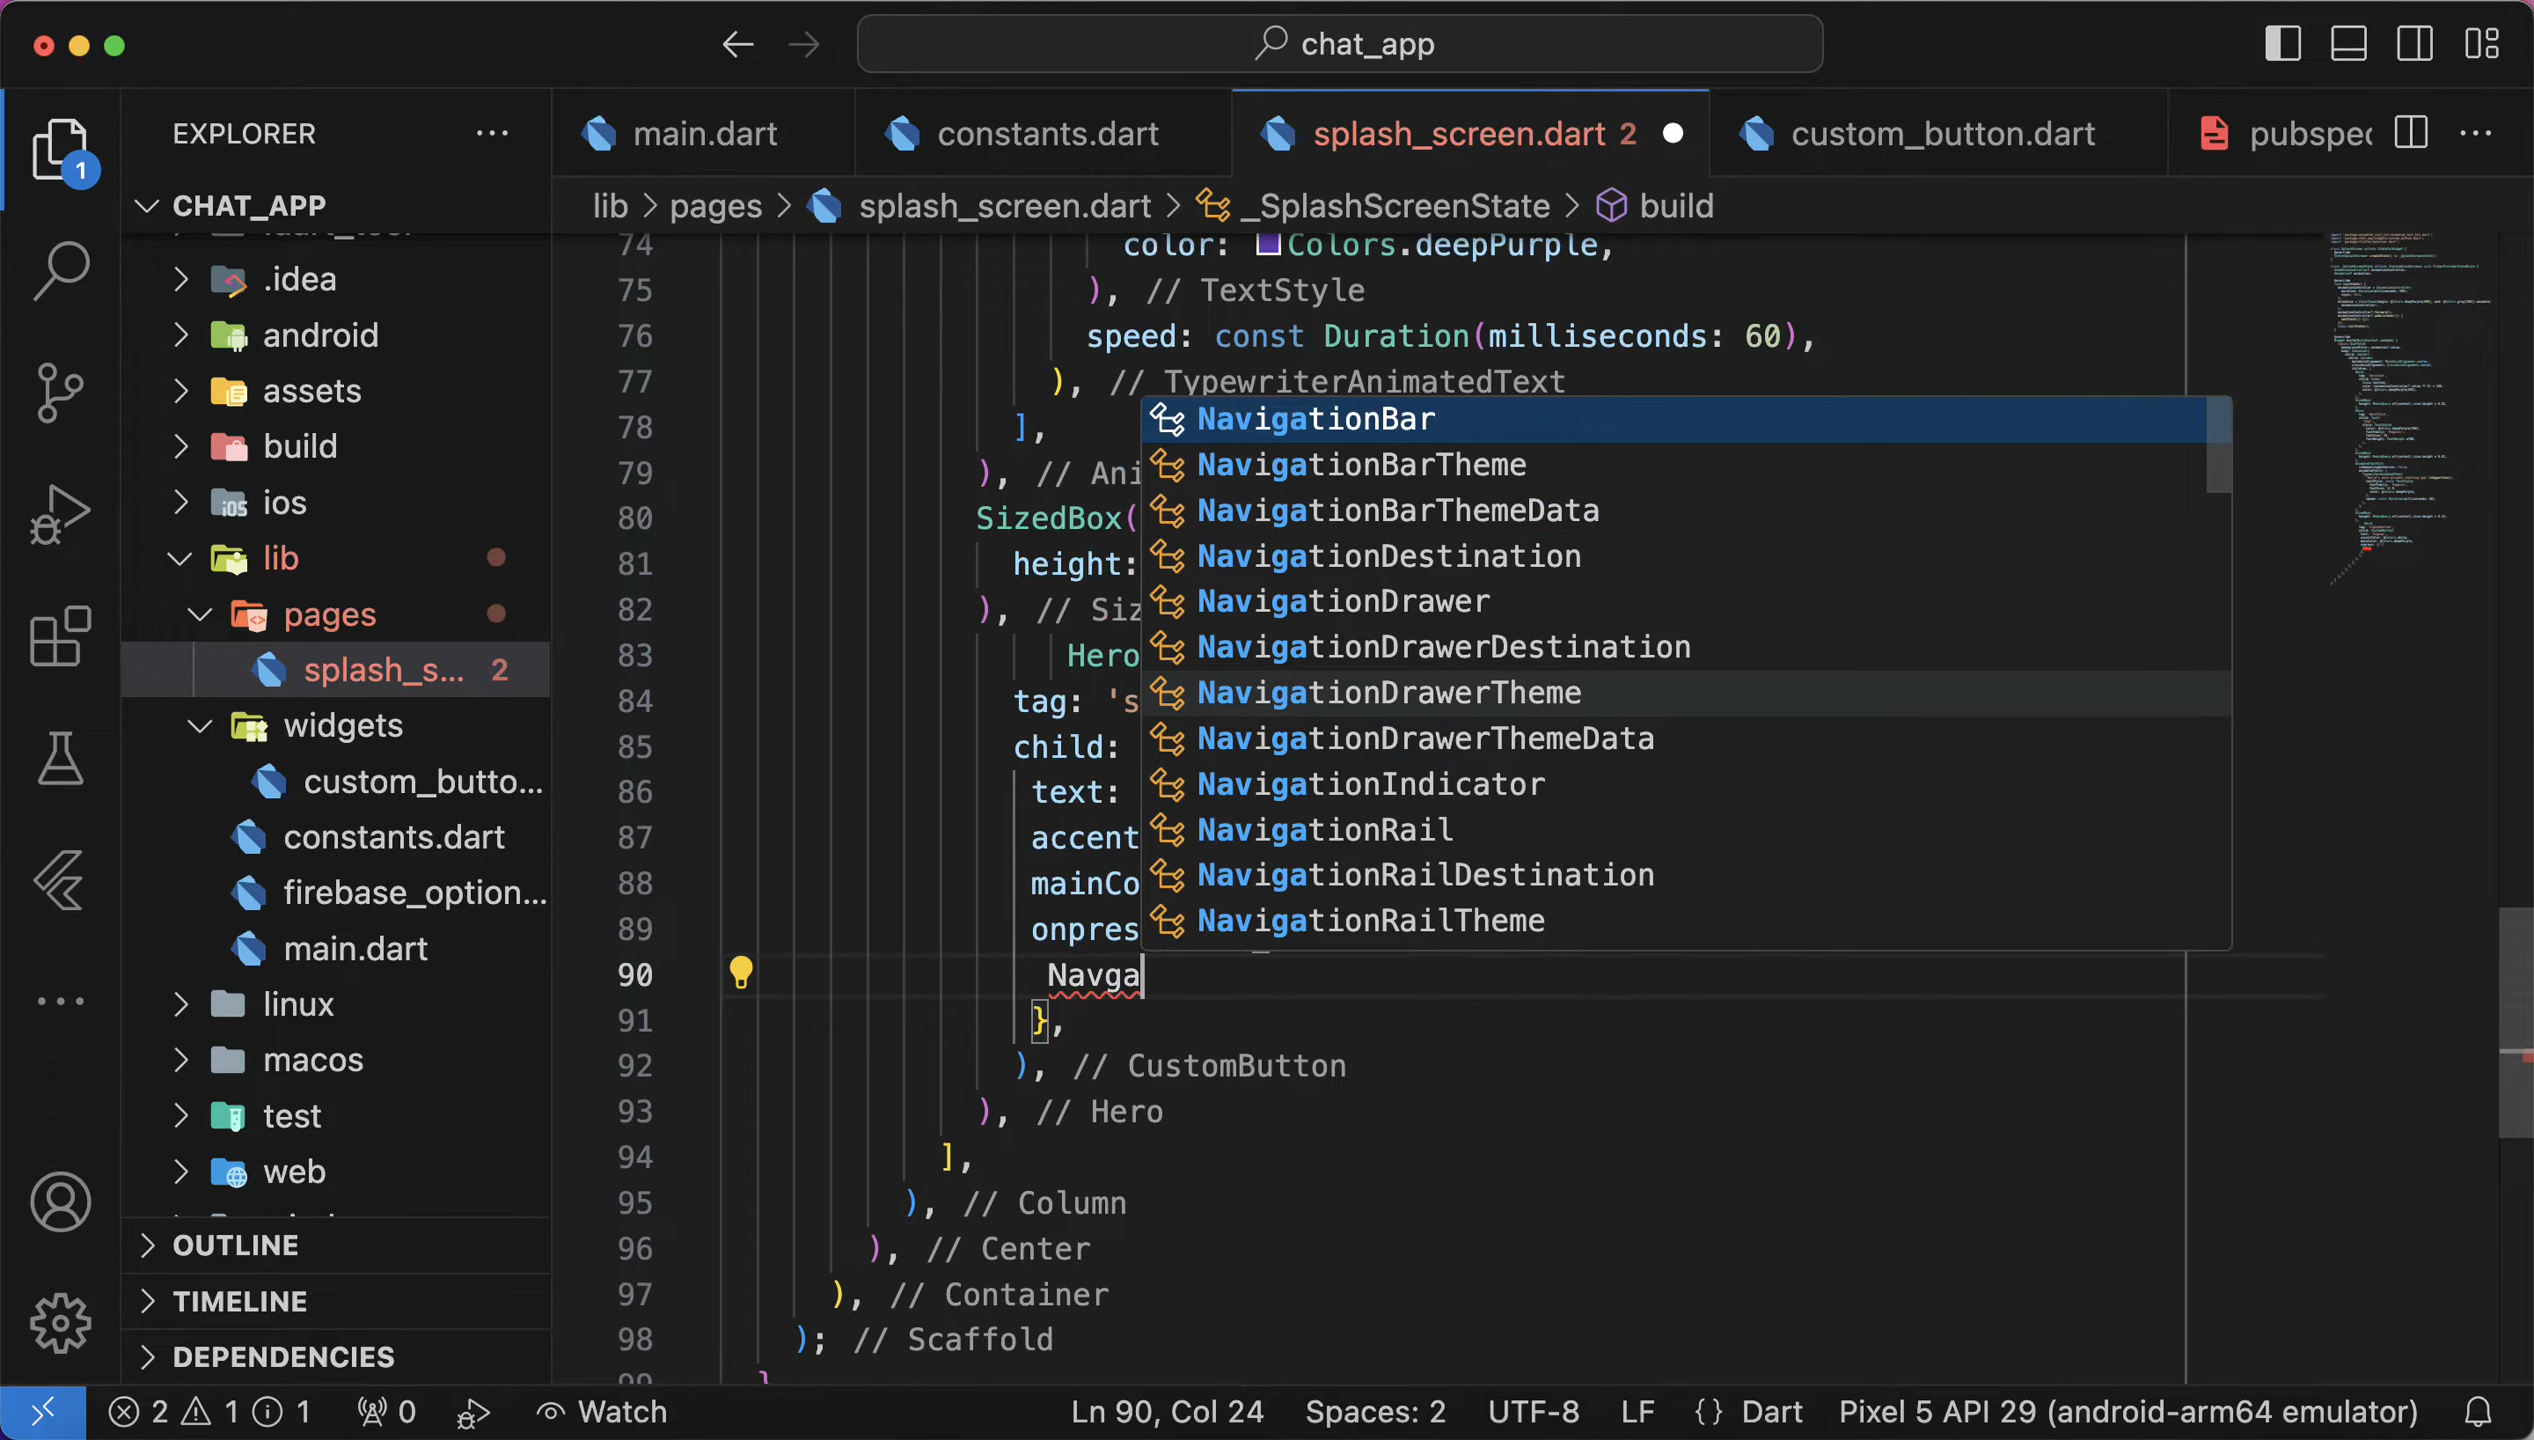 chat_app
EXPLORER
main.dart
constants.dart
splash_screen.dart 2
custom_button.dart
pubspec
1
CHAT_APP
lib > pages > splash_screen.dart > _SplashScreenState > build
.idea
android
assets
build
ios
lib
pages
splash_s... 2
widgets
custom_butto...
constants.dart
firebase_option...
main.dart
linux
macos
test
web
OUTLINE
TIMELINE
DEPENDENCIES
74 color: Colors.deepPurple,
75 ), // TextStyle
76 speed: const Duration(milliseconds: 60),
77 ), // TypewriterAnimatedText
78 ],
79 ), // Ani
80 SizedBox(
81 height:
82 ), // Siz
83 Hero
84 tag: 's
85 child:
86 text:
87 accent
88 mainCo
89 onpres
90 Navga
91 },
92 ), // CustomButton
93 ), // Hero
94 ],
95 ), // Column
96 ), // Center
97 ), // Container
98 ); // Scaffold
99 }
NavigationBar
NavigationBarTheme
NavigationBarThemeData
NavigationDestination
NavigationDrawer
NavigationDrawerDestination
NavigationDrawerTheme
NavigationDrawerThemeData
NavigationIndicator
NavigationRail
NavigationRailDestination
NavigationRailTheme
2 1 1 0 Watch Ln 90, Col 24 Spaces: 2 UTF-8 LF {} Dart Pixel 5 API 29 (android-arm64 emulator)